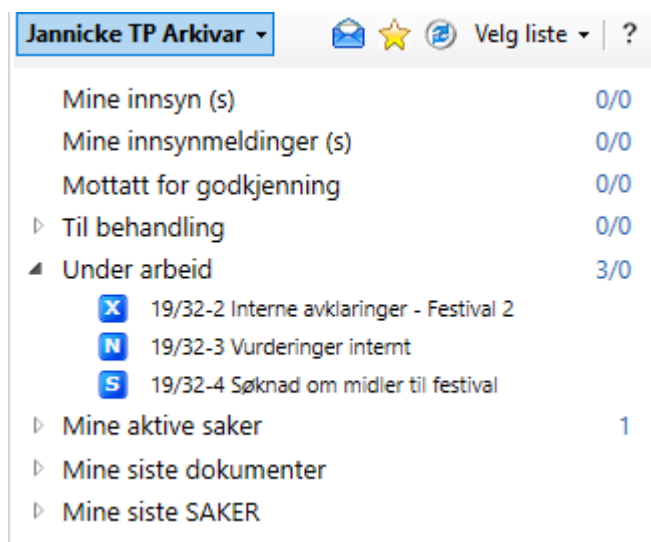 Jannicke TP Arkivar Velg liste ?
Mine innsyn (s) 0/0
Mine innsynmeldinger (s) 0/0
Mottatt for godkjenning 0/0
Til behandling 0/0
Under arbeid 3/0
X 19/32-2 Interne avklaringer - Festival 2
N 19/32-3 Vurderinger internt
S 19/32-4 Søknad om midler til festival
Mine aktive saker 1
Mine siste dokumenter
Mine siste SAKER